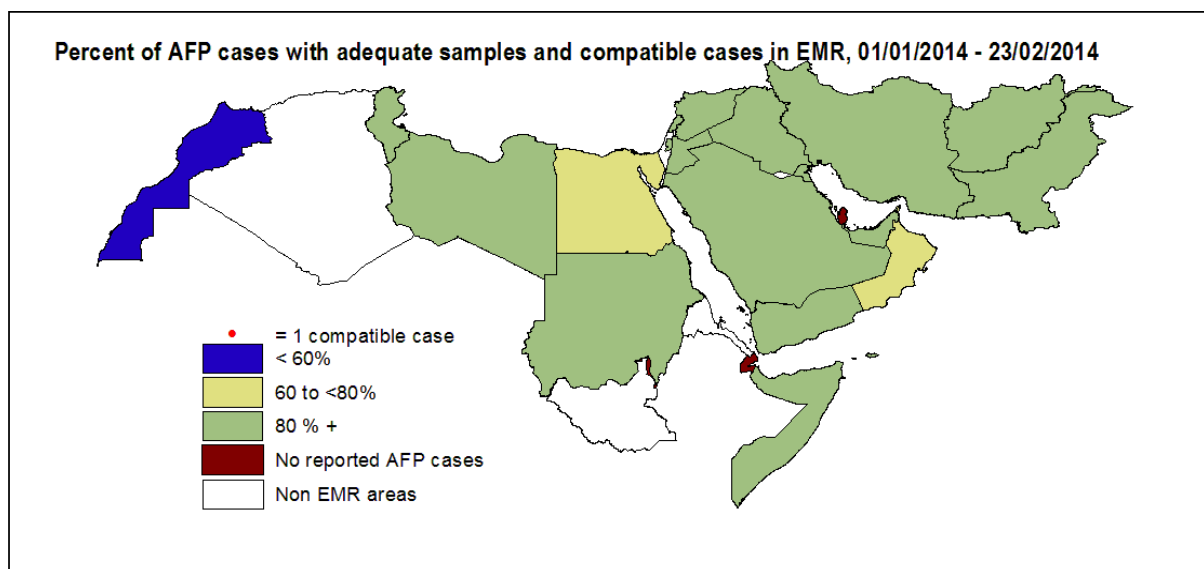 Percent of AFP cases with adequate samples and compatible cases in EMR, 01/01/2014 - 23/02/2014
= 1 compatible case
< 60%
60 to <80%
80 % +
No reported AFP cases
Non EMR areas